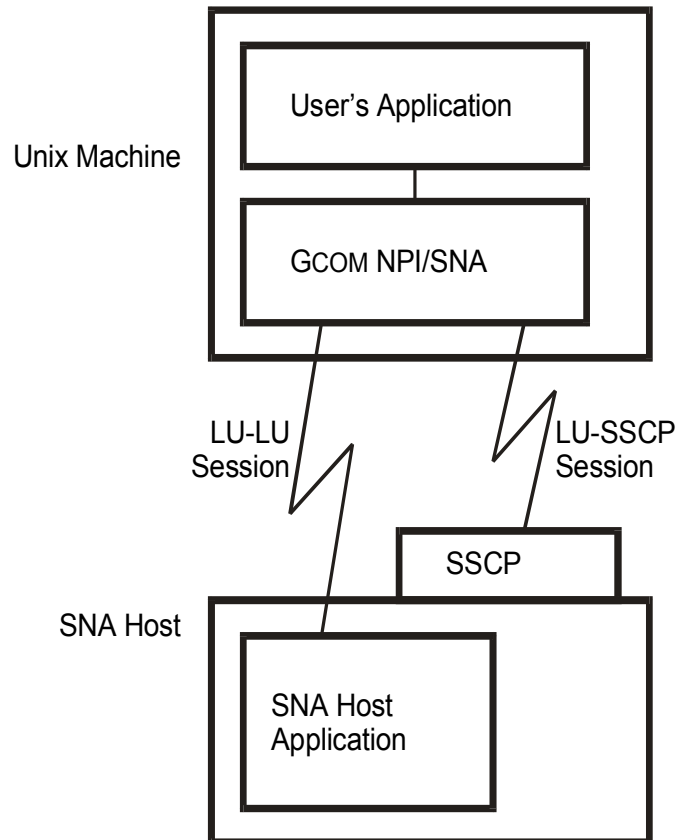 User's Application
Unix Machine
GCOM NPI/SNA
LU-LU
Session
LU-SSCP
Session
SSCP
SNA Host
SNA Host
Application